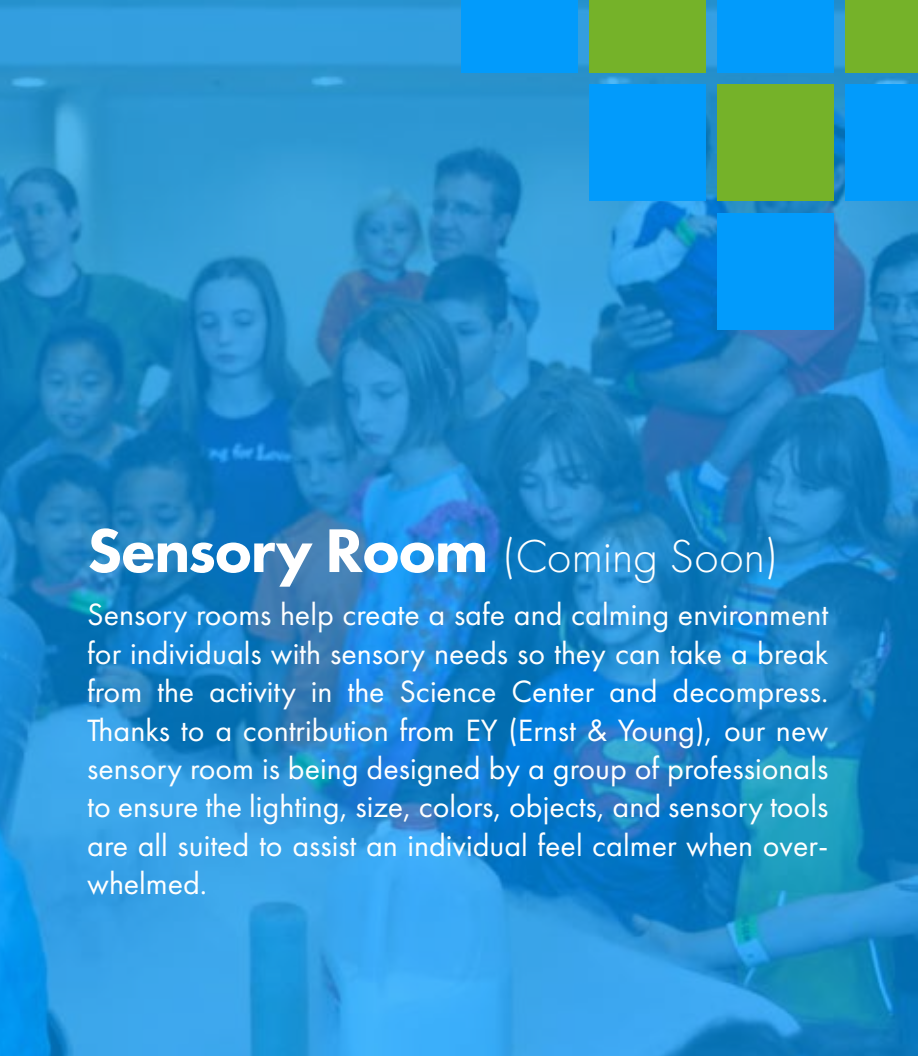 ng for Lov
Sensory Room (Coming Soon)
Sensory rooms help create a safe and calming environment
for individuals with sensory needs so they can take a break
from the activity in the Science Center and decompress.
Thanks to a contribution from EY (Ernst & Young), our new
sensory room is being designed by a group of professionals
to ensure the lighting, size, colors, objects, and sensory tools
are all suited to assist an individual feel calmer when over-
whelmed.